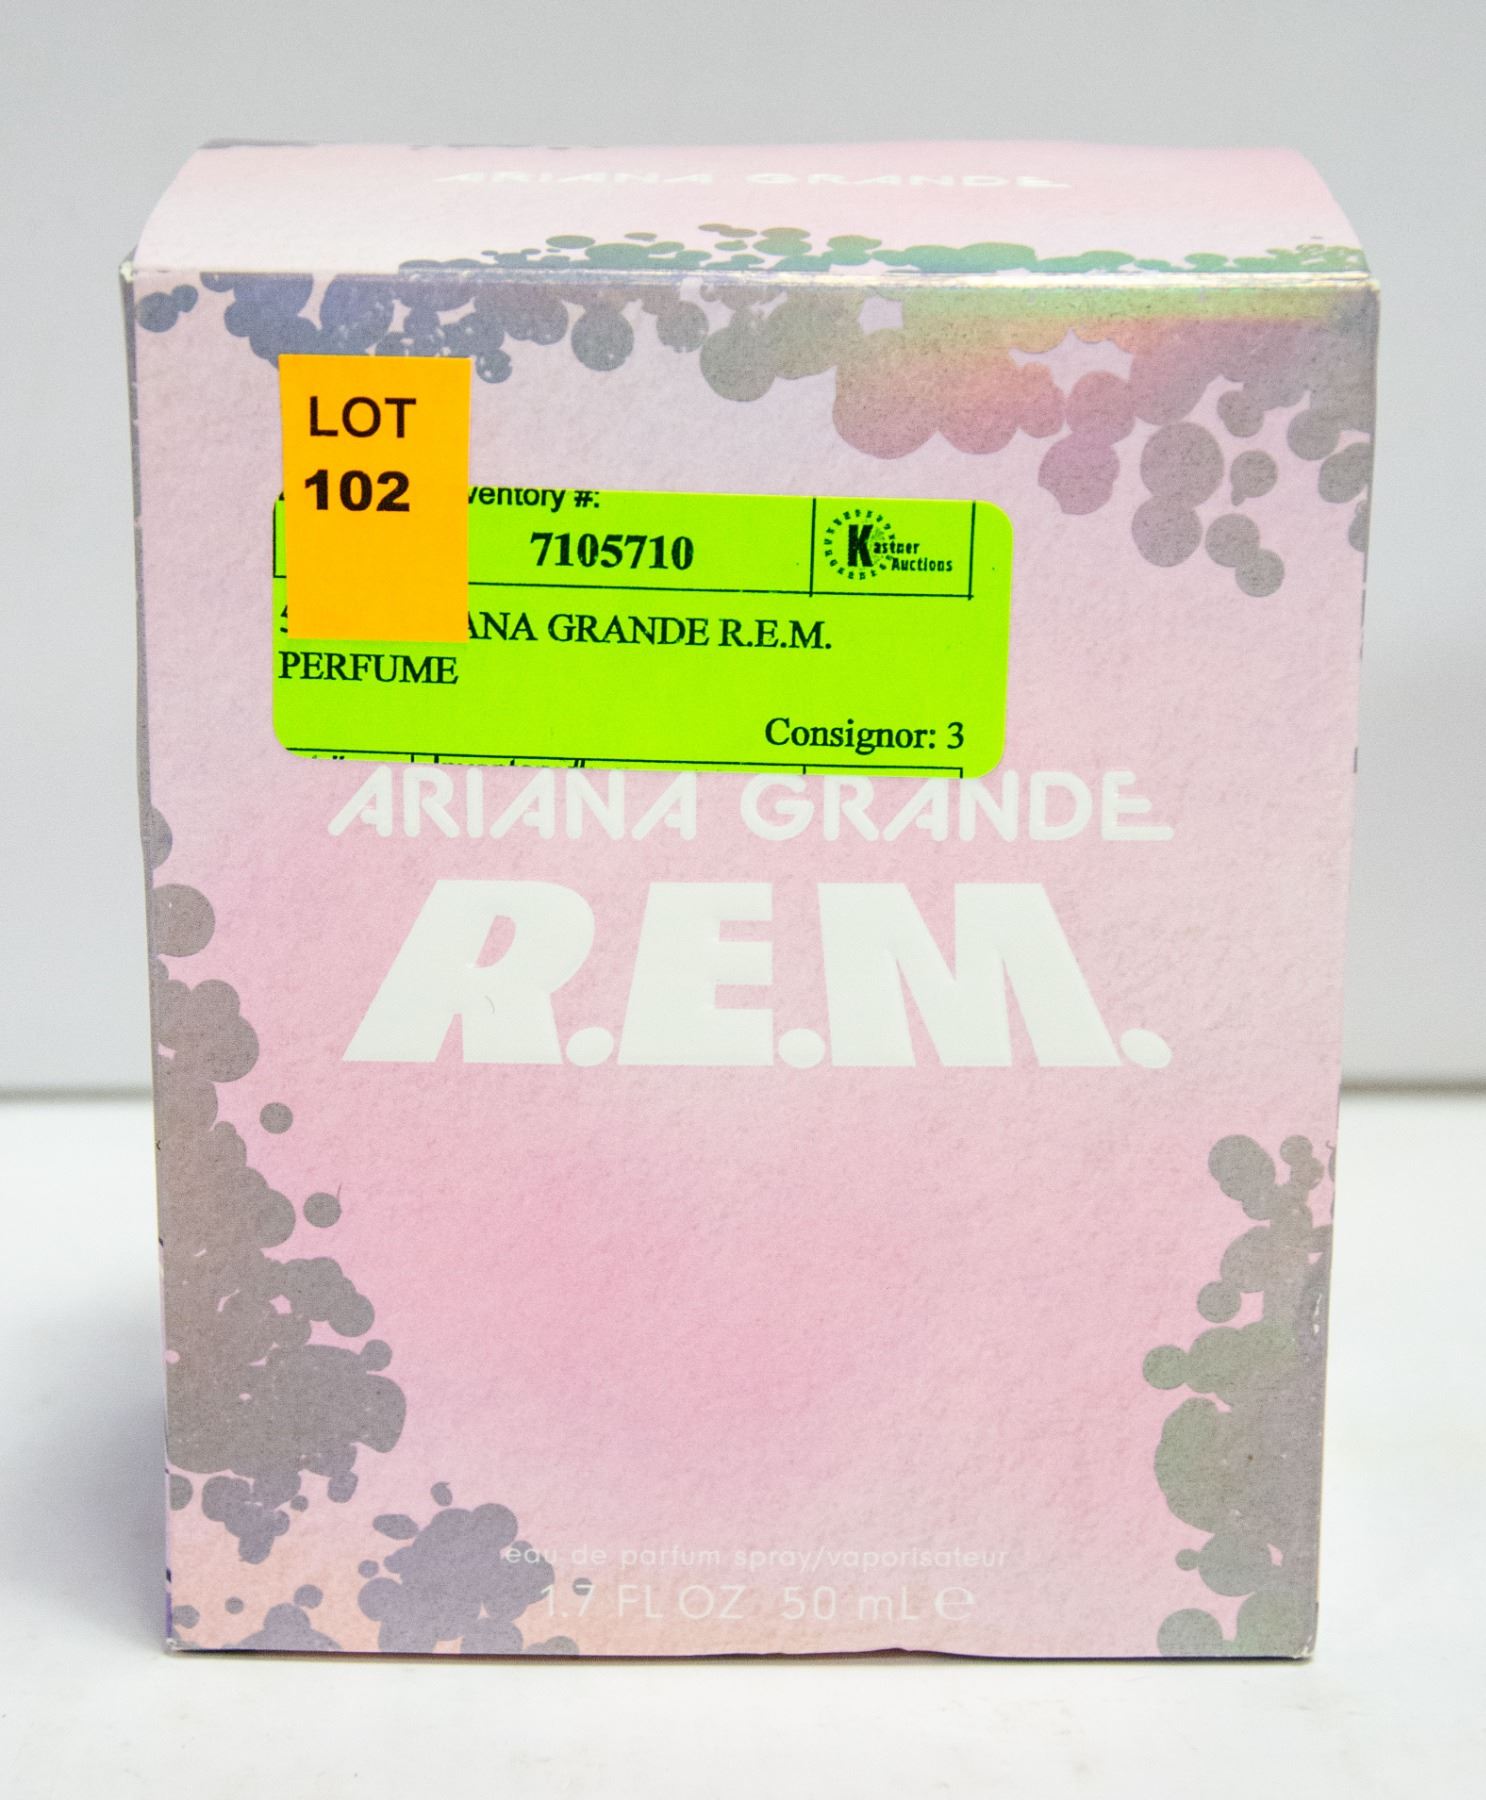 ARIANA GRANDE
LOT
102
ventory #:
7105710
Kastner
Auctions
ANA GRANDE R.E.M.
PERFUME
Consignor: 3
ARIANA GRANDE
R.E.M.
eau de parfum spray/vaporisateur
1.7 FL OZ 50 mL ℮